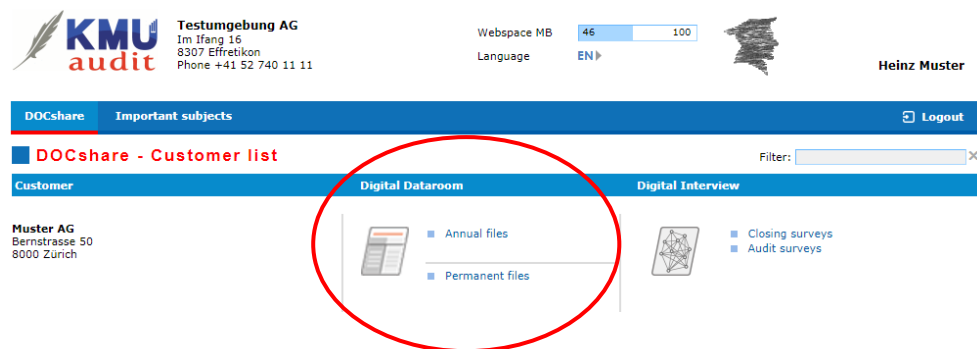 KMU
audit
Testumgebung AG
Im Ifang 16
8307 Effretikon
Phone +41 52 740 11 11
Webspace MB 46 100
Language EN
Heinz Muster
DOCshare Important subjects Logout
DOCshare - Customer list
Filter:
Customer Digital Dataroom Digital Interview
Muster AG
Bernstrasse 50
8000 Zürich
Annual files
Permanent files
Closing surveys
Audit surveys